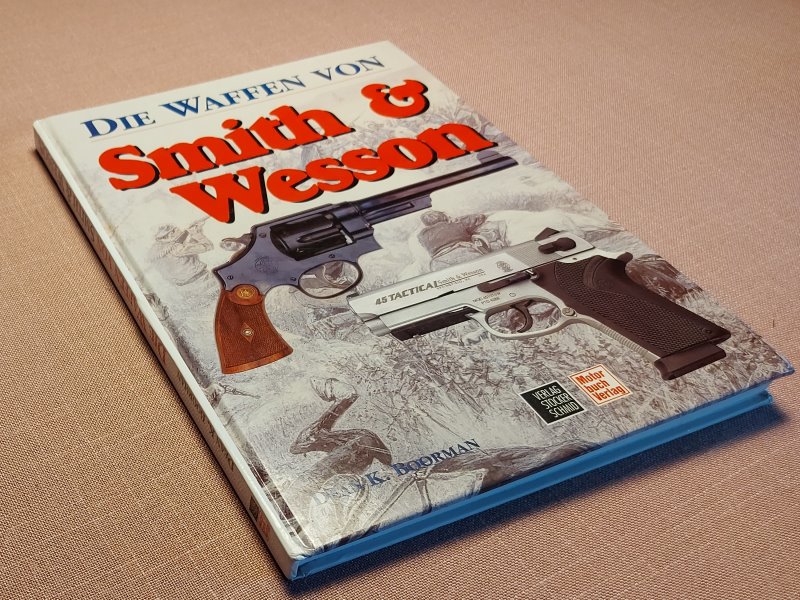 DIE WAFFEN VON
Smith &
Wesson
45 TACTICAL
Smith & Wesson
VERLAG
STOCKER
SCHMID
Motor
buch
Verlag
K. BOORMAN